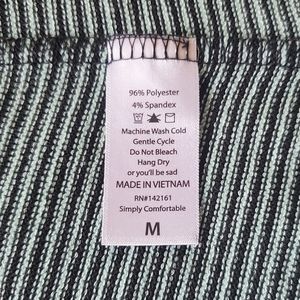 96% Polyester
4% Spandex
Machine Wash Cold
Gentle Cycle
Do Not Bleach
Hang Dry
or you'll be sad
MADE IN VIETNAM
RN#142161
Simply Comfortable
M